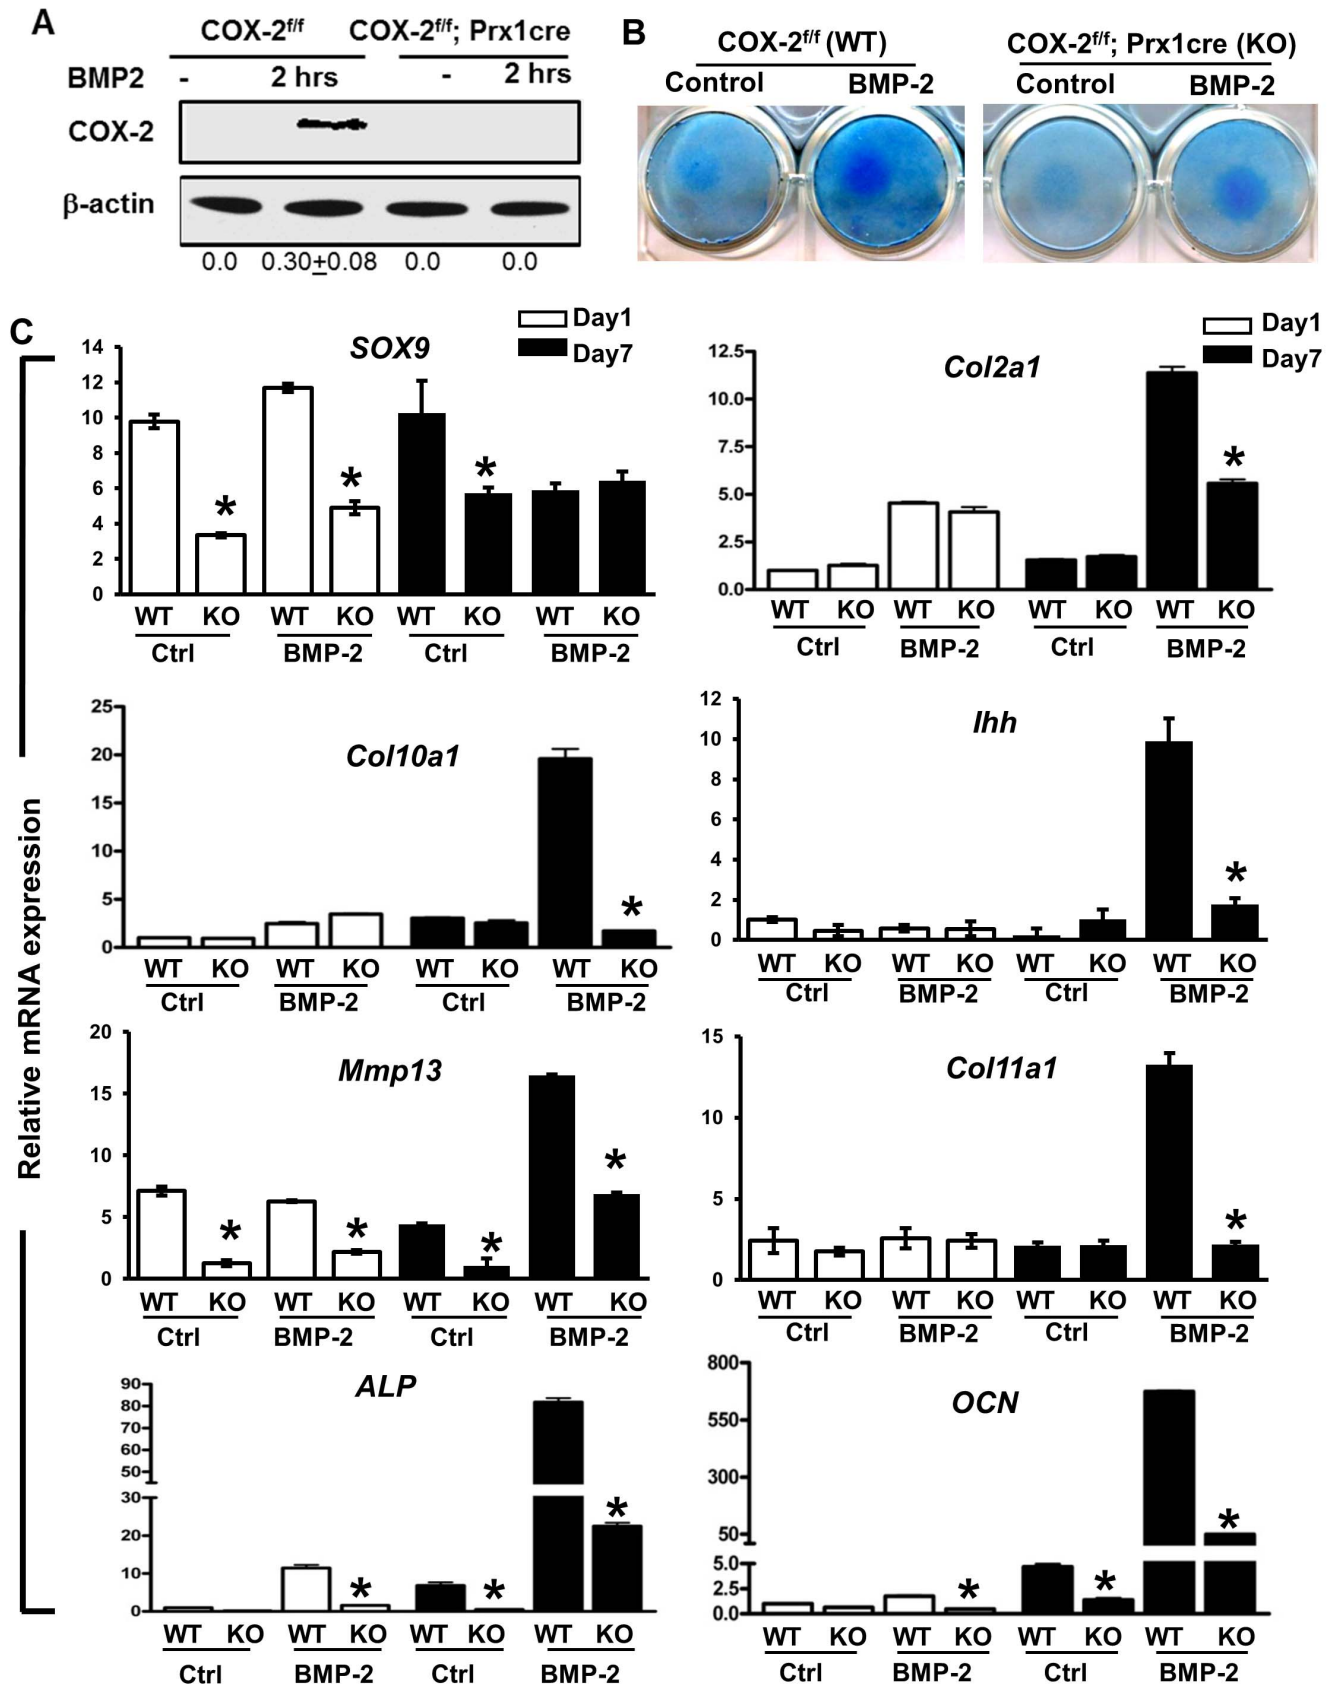 A
COX-2f/f COX-2f/f; Prx1cre
BMP2 - 2 hrs - 2 hrs
COX-2
β-actin
0.0 0.30±0.08 0.0 0.0
B
COX-2f/f (WT) COX-2f/f; Prx1cre (KO)
Control BMP-2 Control BMP-2
C
Relative mRNA expression
SOX9
Day1
Day7
14
12
10
8
6
4
2
0
* * *
WT KO WT KO WT KO WT KO
Ctrl BMP-2 Ctrl BMP-2
Col2a1
Day1
Day7
12.5
10.0
7.5
5.0
2.5
0.0
*
WT KO WT KO WT KO WT KO
Ctrl BMP-2 Ctrl BMP-2
Col10a1
25
20
15
10
5
0
*
WT KO WT KO WT KO WT KO
Ctrl BMP-2 Ctrl BMP-2
Ihh
12
10
8
6
4
2
0
*
WT KO WT KO WT KO WT KO
Ctrl BMP-2 Ctrl BMP-2
Mmp13
20
15
10
5
0
* * * *
WT KO WT KO WT KO WT KO
Ctrl BMP-2 Ctrl BMP-2
Col11a1
15
10
5
0
*
WT KO WT KO WT KO WT KO
Ctrl BMP-2 Ctrl BMP-2
ALP
90
80
70
60
50
30
20
10
0
* * *
WT KO WT KO WT KO WT KO
Ctrl BMP-2 Ctrl BMP-2
OCN
800
550
300
50
5.0
2.5
0.0
* * *
WT KO WT KO WT KO WT KO
Ctrl BMP-2 Ctrl BMP-2